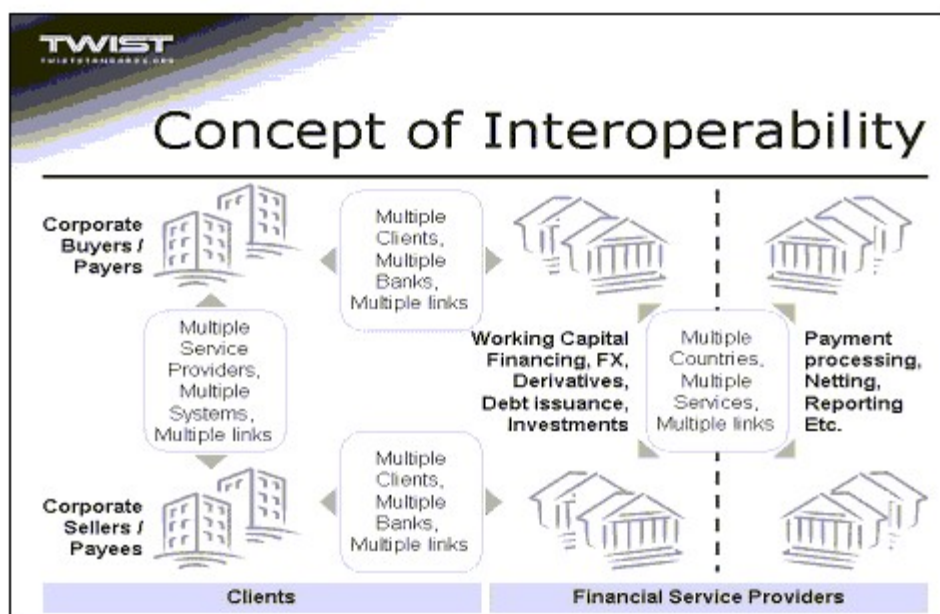 TWIST
TWISTSTANDARDS.ORG
Concept of Interoperability
Corporate
Buyers /
Payers
Multiple
Clients,
Multiple
Banks,
Multiple links
Multiple
Service
Providers,
Multiple
Systems,
Multiple links
Working Capital
Financing, FX,
Derivatives,
Debt issuance,
Investments
Multiple
Countries,
Multiple
Services,
Multiple links
Payment
processing,
Netting,
Reporting
Etc.
Corporate
Sellers /
Payees
Multiple
Clients,
Multiple
Banks,
Multiple links
Clients
Financial Service Providers